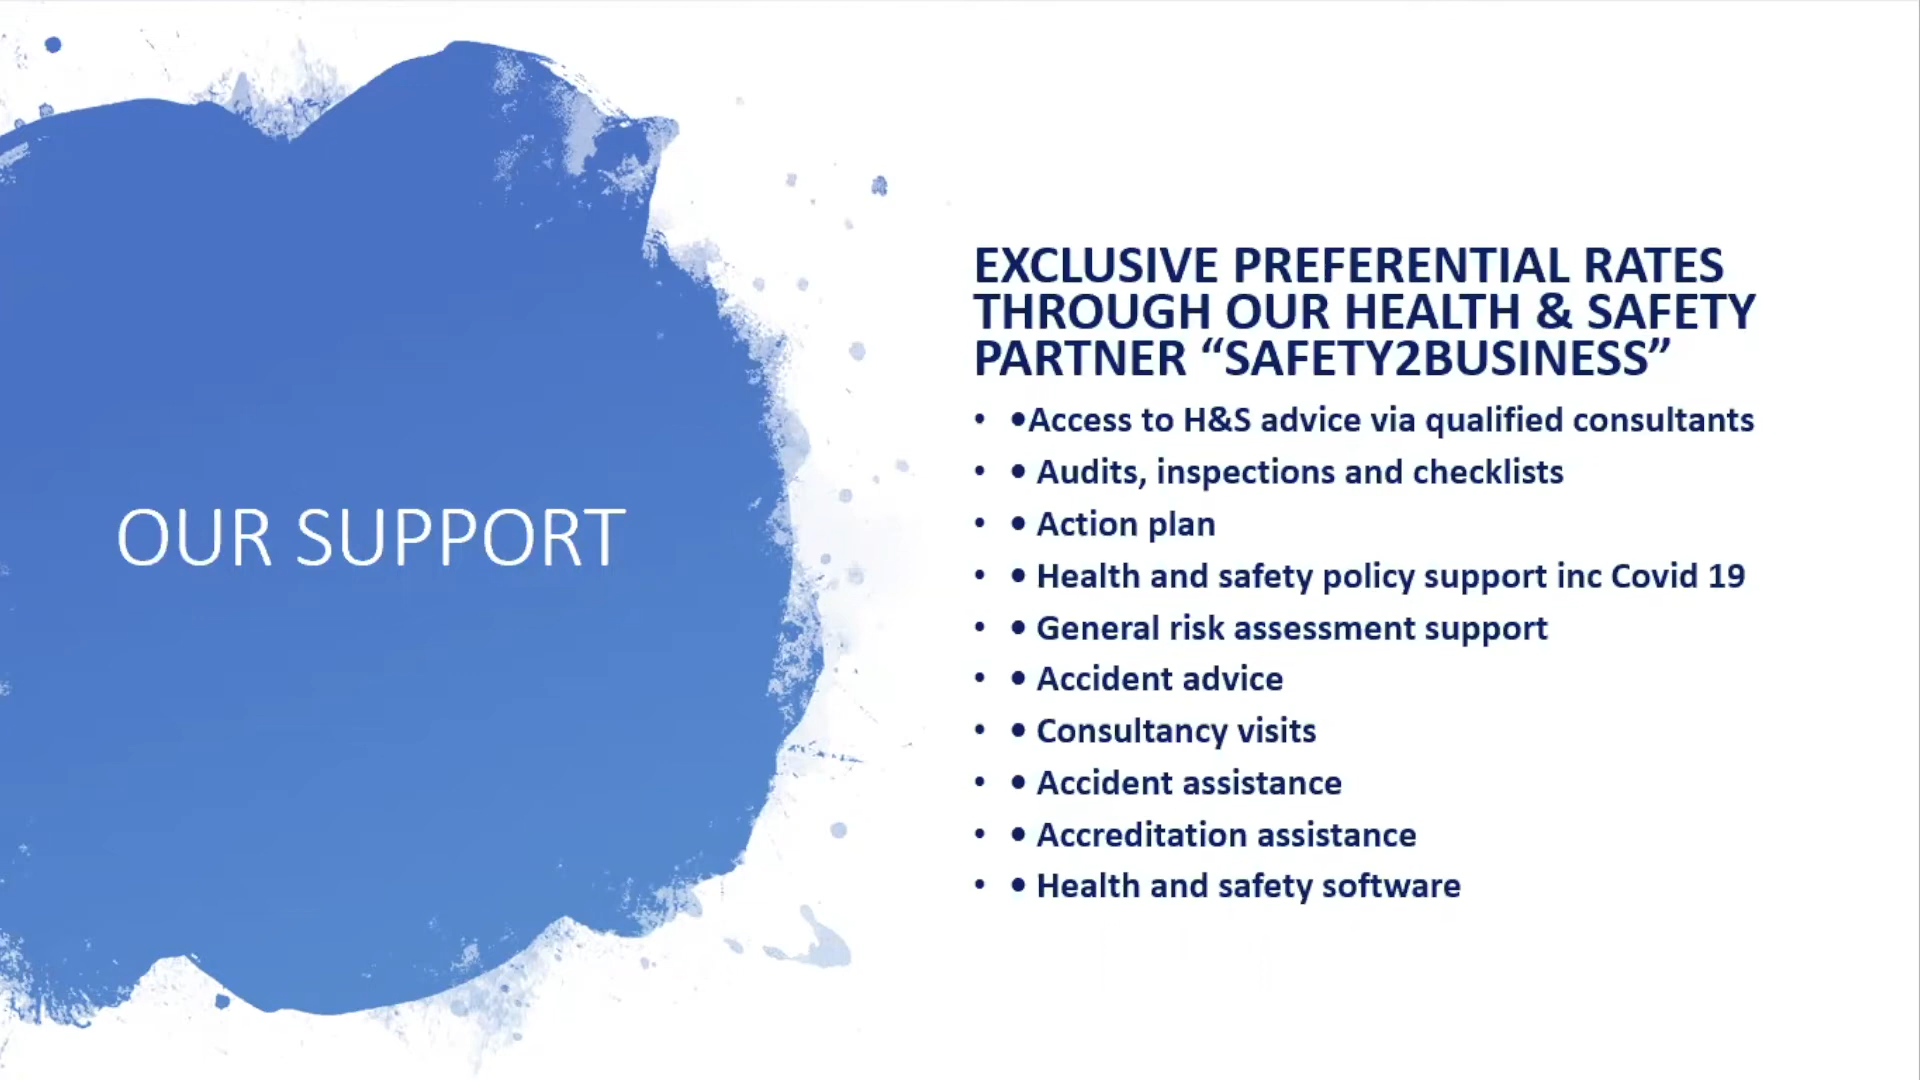 OUR SUPPORT
EXCLUSIVE PREFERENTIAL RATES
THROUGH OUR HEALTH & SAFETY
PARTNER “SAFETY2BUSINESS”
• •Access to H&S advice via qualified consultants
• • Audits, inspections and checklists
• • Action plan
• • Health and safety policy support inc Covid 19
• • General risk assessment support
• • Accident advice
• • Consultancy visits
• • Accident assistance
• • Accreditation assistance
• • Health and safety software